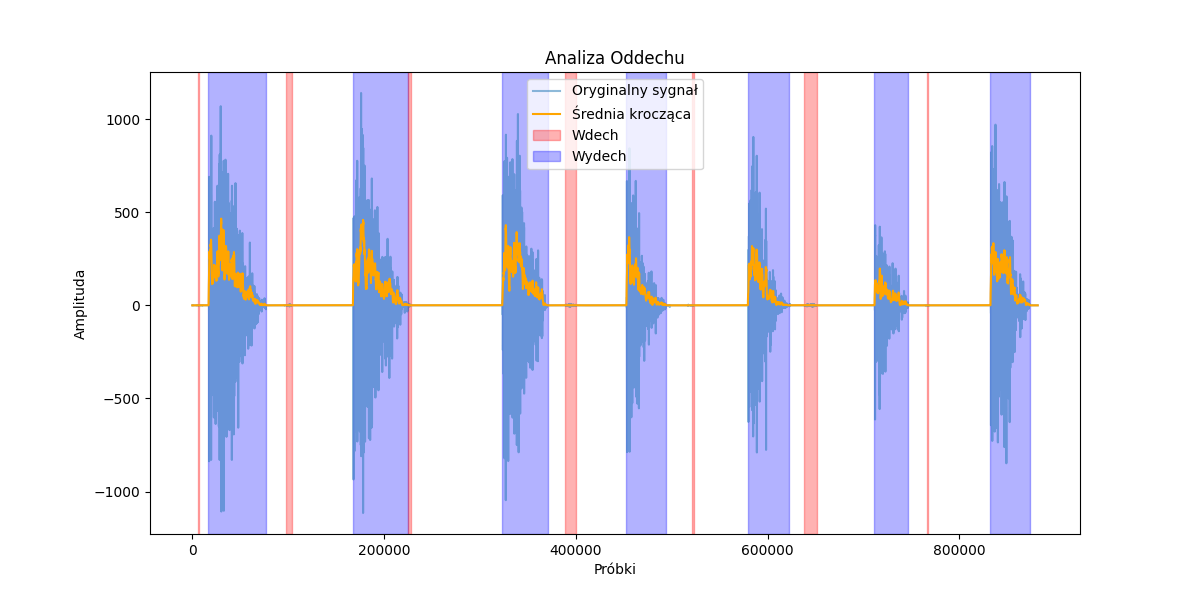 Analiza Oddechu
Oryginalny sygnał
Średnia krocząca
Wdech
Wydech
Amplituda
1000
500
0
−500
−1000
0
200000
400000
600000
800000
Próbki